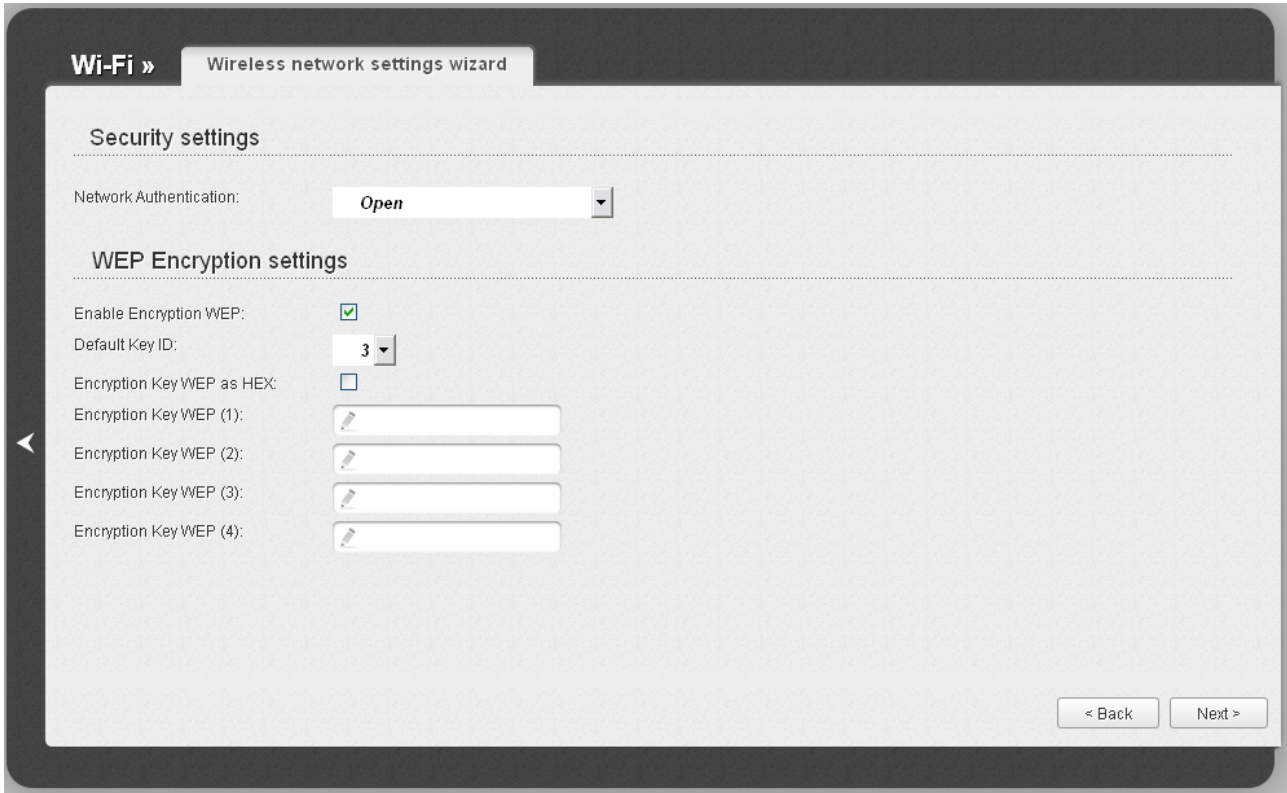 Wi-Fi »
Wireless network settings wizard
Security settings
Network Authentication:
Open
WEP Encryption settings
Enable Encryption WEP:
Default Key ID:
3
Encryption Key WEP as HEX:
Encryption Key WEP (1):
Encryption Key WEP (2):
Encryption Key WEP (3):
Encryption Key WEP (4):
< Back
Next >